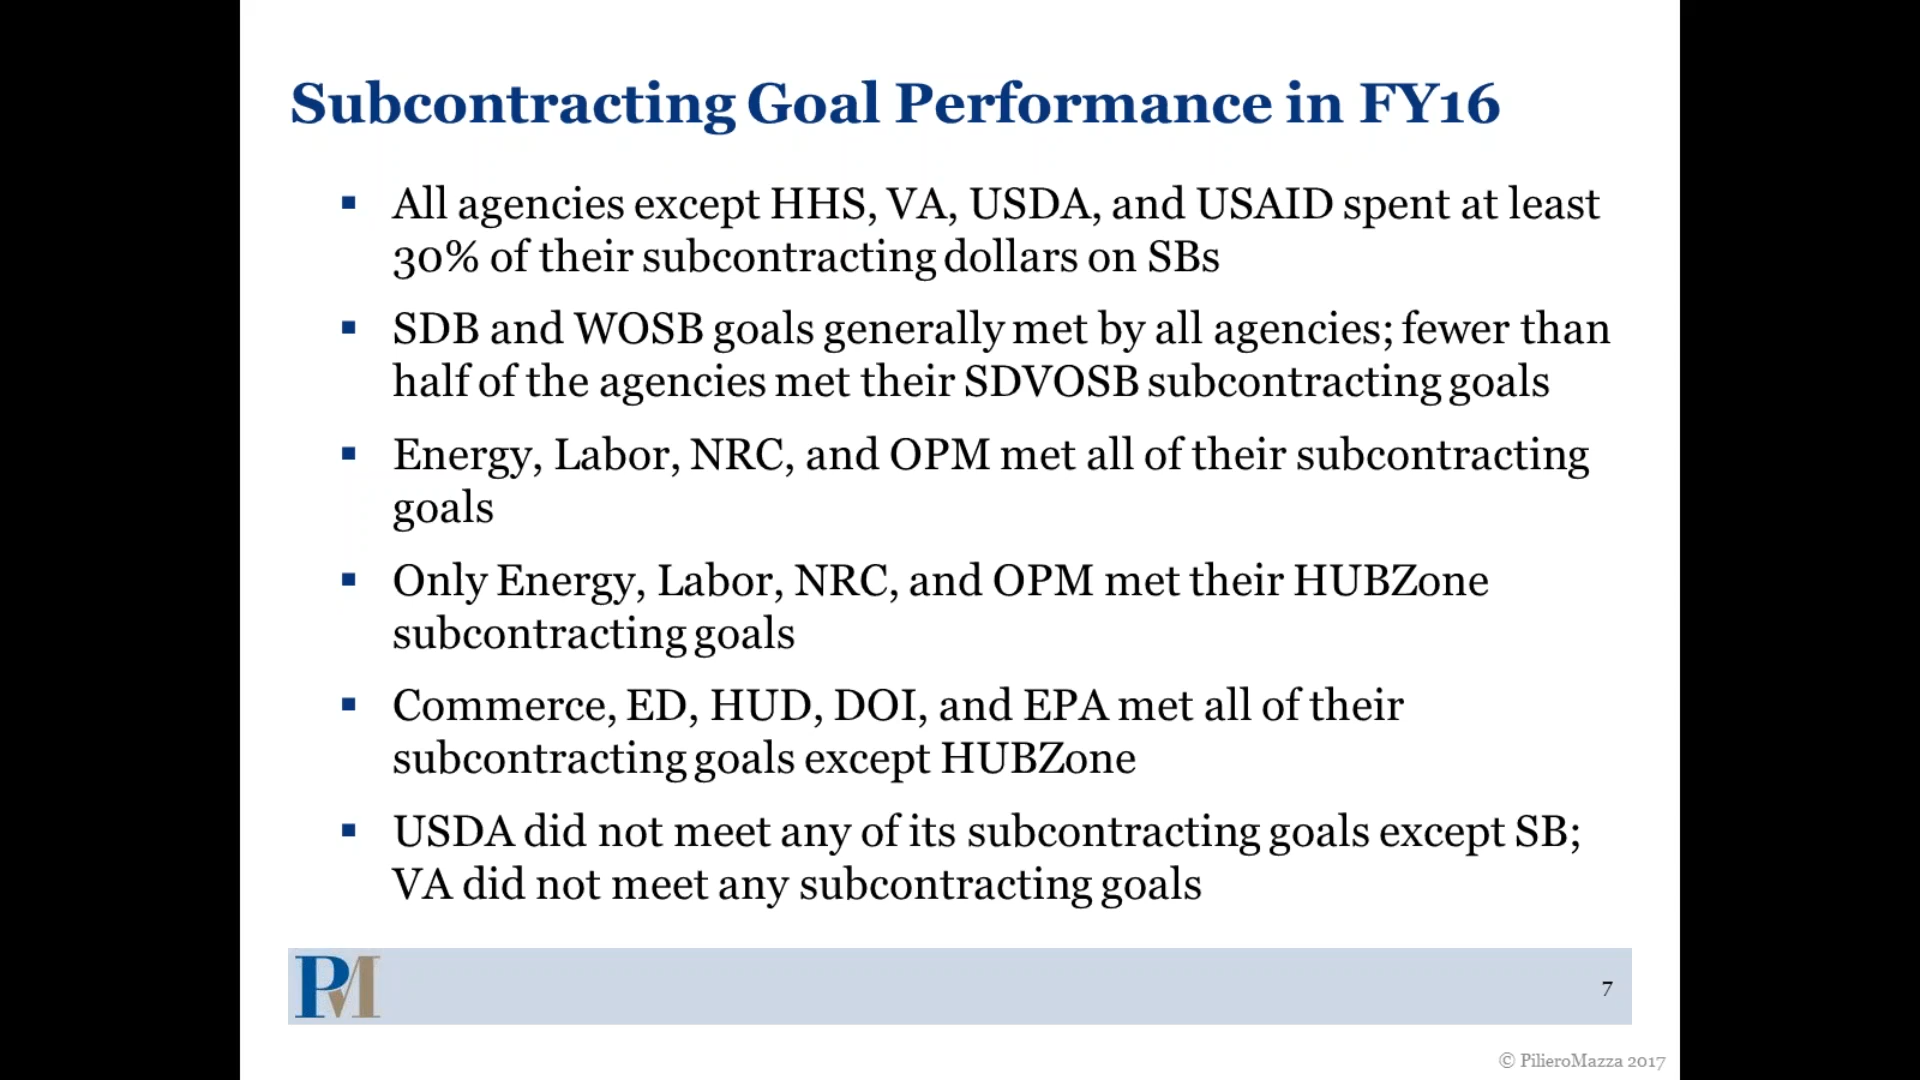 Subcontracting Goal Performance in FY16
▪ All agencies except HHS, VA, USDA, and USAID spent at least
30% of their subcontracting dollars on SBs
▪ SDB and WOSB goals generally met by all agencies; fewer than
half of the agencies met their SDVOSB subcontracting goals
▪ Energy, Labor, NRC, and OPM met all of their subcontracting
goals
▪ Only Energy, Labor, NRC, and OPM met their HUBZone
subcontracting goals
▪ Commerce, ED, HUD, DOI, and EPA met all of their
subcontracting goals except HUBZone
▪ USDA did not meet any of its subcontracting goals except SB;
VA did not meet any subcontracting goals
PM
7
© PilieroMazza 2017